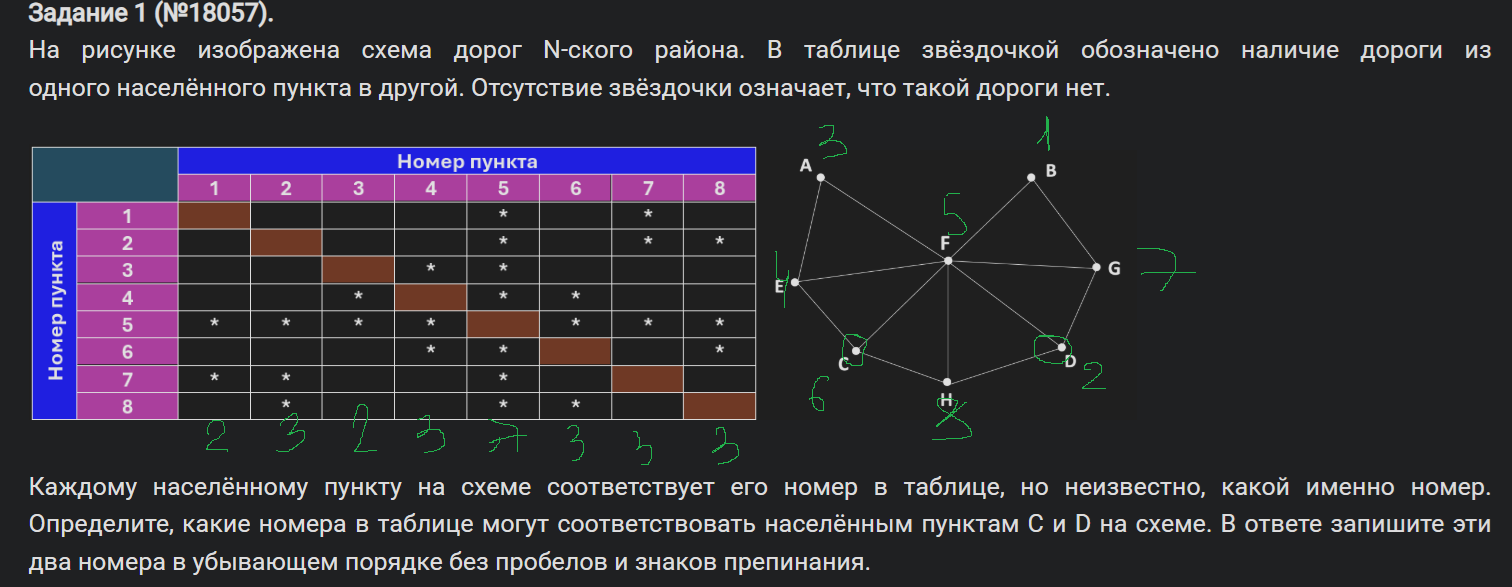 Задание 1 (№18057).
На рисунке изображена схема дорог N-ского района. В таблице звёздочкой обозначено наличие дороги из
одного населённого пункта в другой. Отсутствие звёздочки означает, что такой дороги нет.
Номер пункта
1 2 3 4 5 6 7 8
Номер пункта
1 * *
2 * * *
3 * *
4 * * *
5 * * * * * * *
6 * * *
7 * * *
8 * * *
2 3 2 3 7 3 3 3
3
1
A
B
5
F
G
7
4
E
C
D
6
2
H
8
Каждому населённому пункту на схеме соответствует его номер в таблице, но неизвестно, какой именно номер.
Определите, какие номера в таблице могут соответствовать населённым пунктам C и D на схеме. В ответе запишите эти
два номера в убывающем порядке без пробелов и знаков препинания.